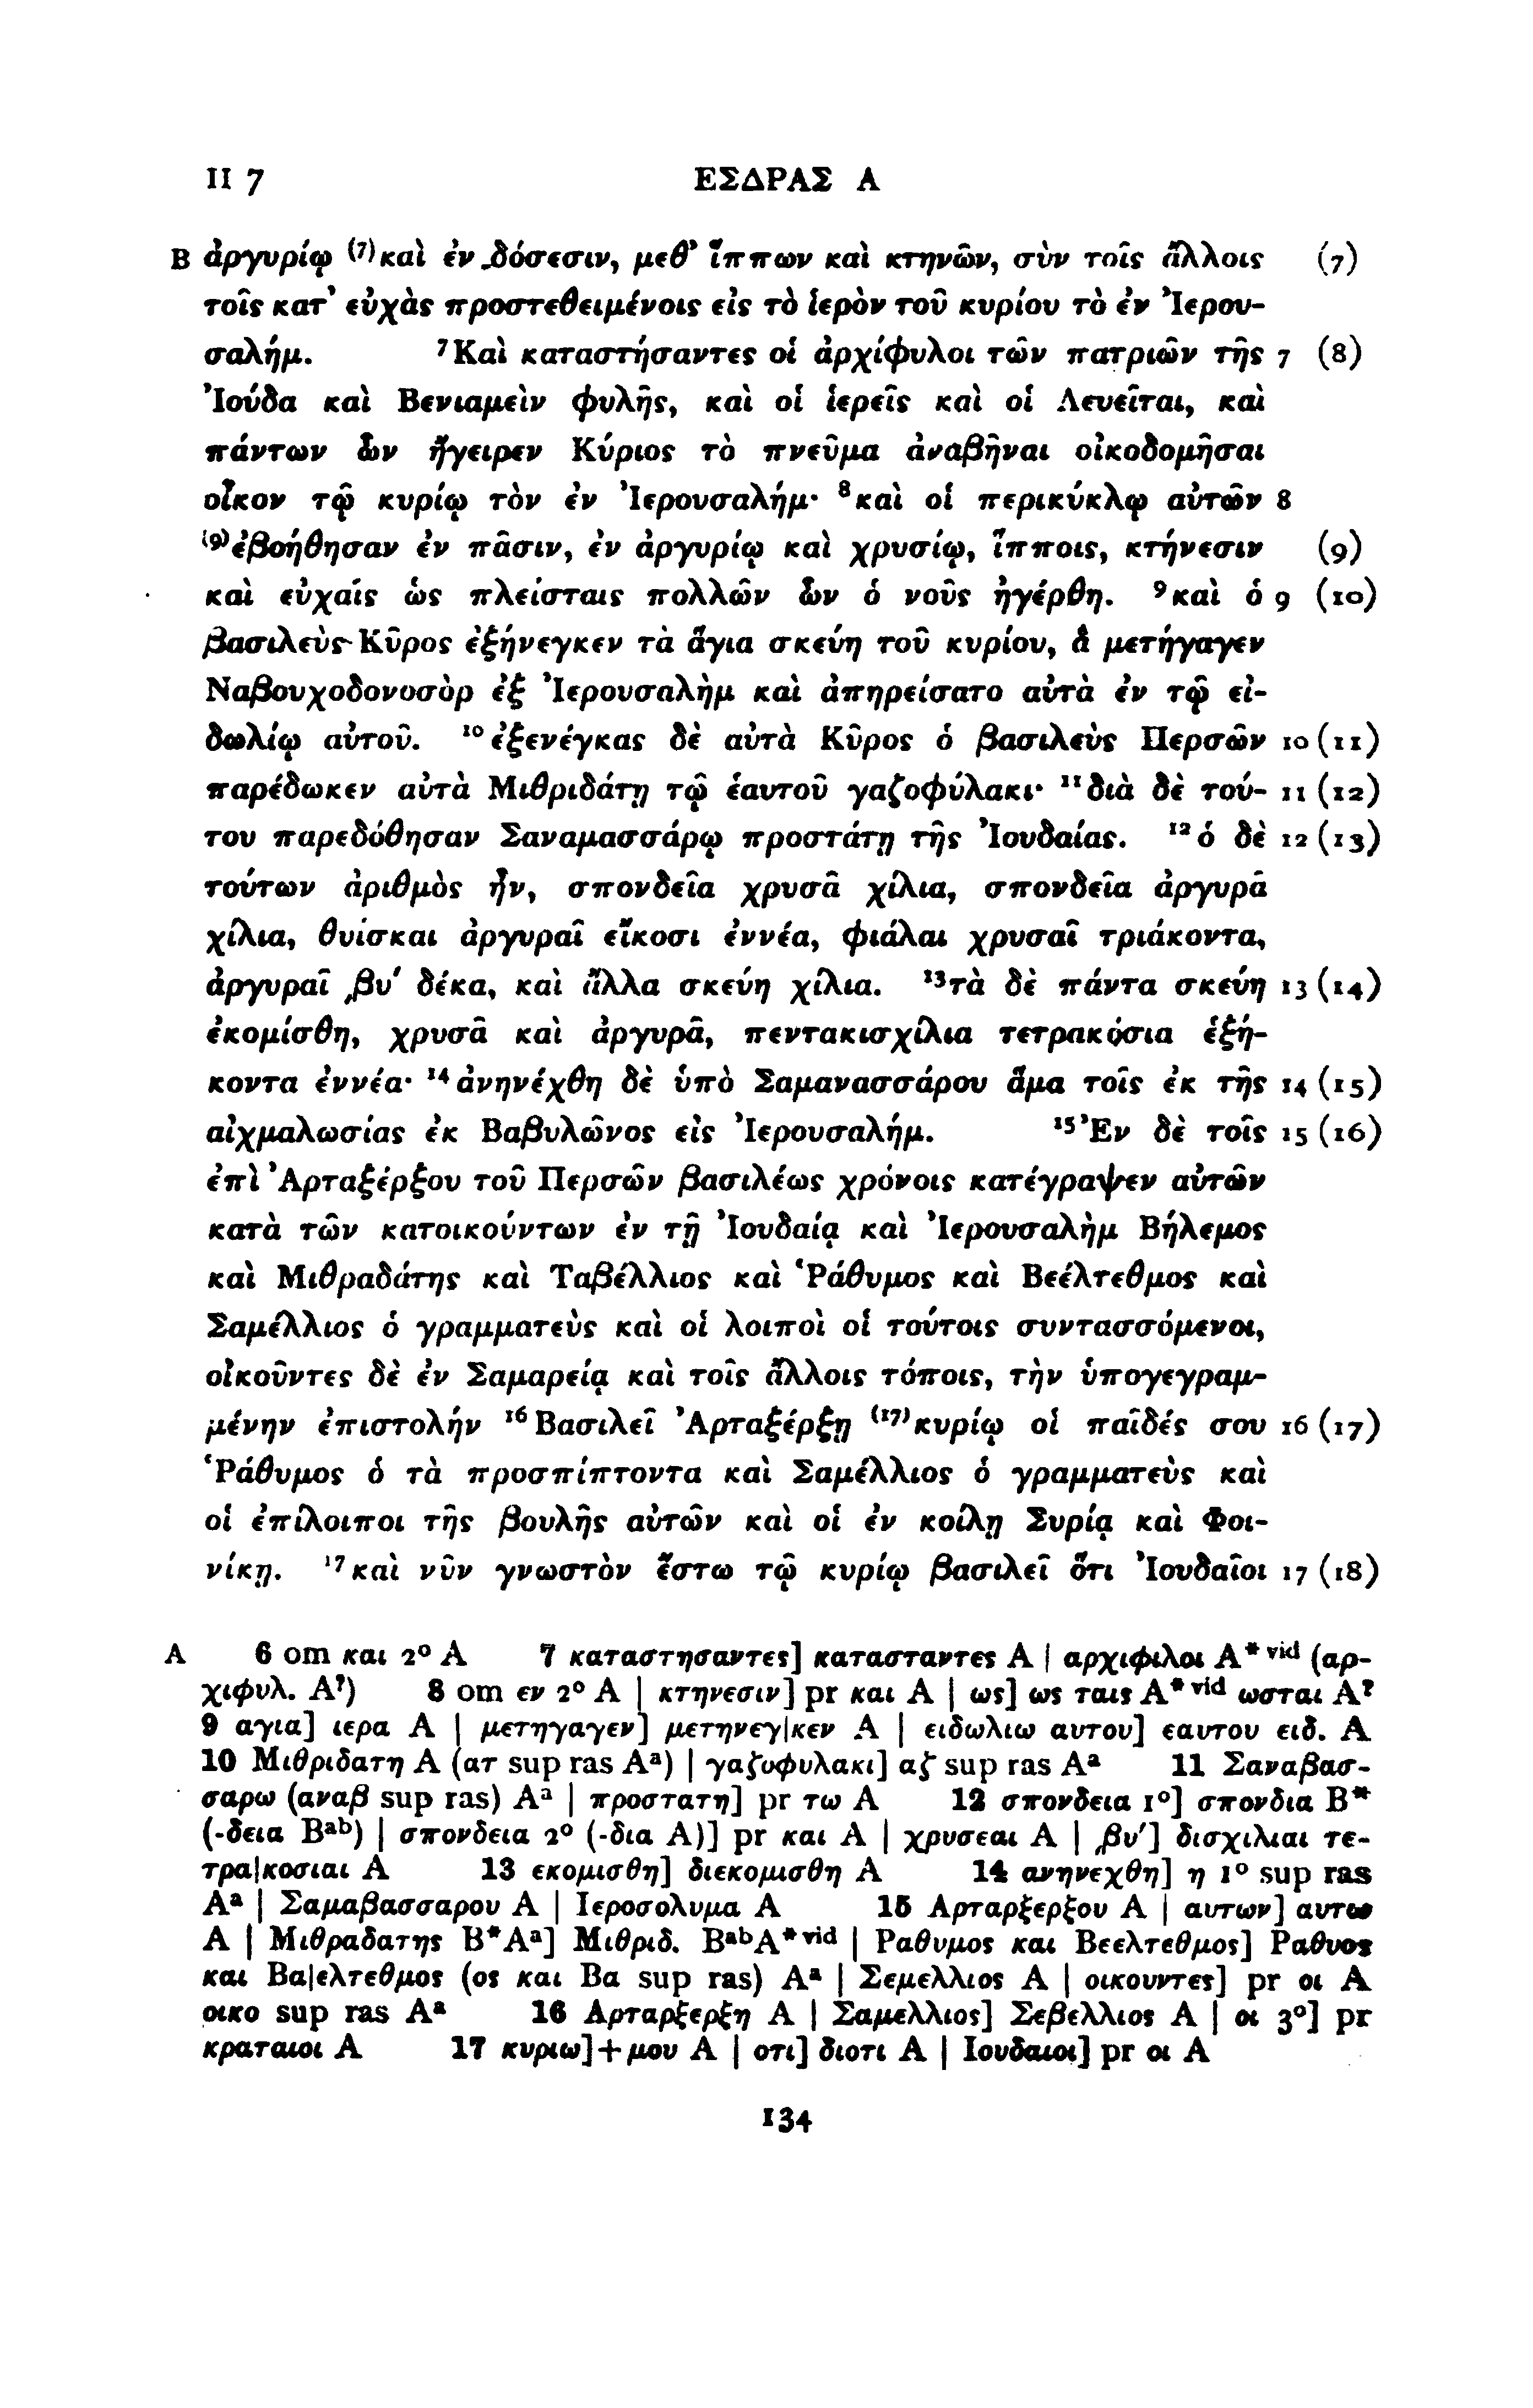 II 7 ΕΣΔΡΑΣ Α
B ἀργυρίῳ (7)καὶ ἐν δόσεσιν, μεθ’ ἵππων καὶ κτηνῶν, σὺν τοῖς ἄλλοις (7)
τοῖς κατ’ εὐχὰς προστεθειμένοις εἰς τὸ ἱερὸν τοῦ κυρίου τὸ ἐν Ἰερου-
σαλήμ. ⁷Καὶ καταστήσαντες οἱ ἀρχίφυλοι τῶν πατριῶν τῆς 7 (8)
Ἰούδα καὶ Βενιαμεὶν φυλῆς, καὶ οἱ ἱερεῖς καὶ οἱ Λευεῖται, καὶ
πάντων ὧν ἤγειρεν Κύριος τὸ πνεῦμα ἀναβῆναι οἰκοδομῆσαι
οἶκον τῷ κυρίῳ τὸν ἐν Ἰερουσαλήμ· ⁸καὶ οἱ περικύκλῳ αὐτῶν 8
(9)ἐβοήθησαν ἐν πᾶσιν, ἐν ἀργυρίῳ καὶ χρυσίῳ, ἵπποις, κτήνεσιν (9)
καὶ εὐχαῖς ὡς πλείσταις πολλῶν ὧν ὁ νοῦς ἠγέρθη. ⁹καὶ ὁ 9 (10)
βασιλεὺς Κῦρος ἐξήνεγκεν τὰ ἅγια σκεύη τοῦ κυρίου, ἃ μετήγαγεν
Ναβουχοδονοσὸρ ἐξ Ἰερουσαλὴμ καὶ ἀπηρείσατο αὐτὰ ἐν τῷ εἰ-
δωλίῳ αὐτοῦ. ¹⁰ἐξενέγκας δὲ αὐτὰ Κῦρος ὁ βασιλεὺς Περσῶν 10 (11)
παρέδωκεν αὐτὰ Μιθριδάτῃ τῷ ἑαυτοῦ γαζοφύλακι· ¹¹διὰ δὲ τού- 11 (12)
του παρεδόθησαν Σαναμασσάρῳ προστάτῃ τῆς Ἰουδαίας. ¹²ὁ δὲ 12 (13)
τούτων ἀριθμὸς ἦν, σπονδεῖα χρυσᾶ χίλια, σπονδεῖα ἀργυρᾶ
χίλια, θυίσκαι ἀργυραῖ εἴκοσι ἐννέα, φιάλαι χρυσαῖ τριάκοντα,
ἀργυραῖ ͵βυ′ δέκα, καὶ ἄλλα σκεύη χίλια. ¹³τὰ δὲ πάντα σκεύη 13 (14)
ἐκομίσθη, χρυσᾶ καὶ ἀργυρᾶ, πεντακισχίλια τετρακόσια ἑξή-
κοντα ἐννέα· ¹⁴ἀνηνέχθη δὲ ὑπὸ Σαμανασσάρου ἅμα τοῖς ἐκ τῆς 14 (15)
αἰχμαλωσίας ἐκ Βαβυλῶνος εἰς Ἰερουσαλήμ. ¹⁵Ἐν δὲ τοῖς 15 (16)
ἐπὶ Ἀρταξέρξου τοῦ Περσῶν βασιλέως χρόνοις κατέγραψεν αὐτῶν
κατὰ τῶν κατοικούντων ἐν τῇ Ἰουδαίᾳ καὶ Ἰερουσαλὴμ Βήλεμος
καὶ Μιθραδάτης καὶ Ταβέλλιος καὶ Ῥάθυμος καὶ Βεέλτεθμος καὶ
Σαμέλλιος ὁ γραμματεὺς καὶ οἱ λοιποὶ οἱ τούτοις συντασσόμενοι,
οἰκοῦντες δὲ ἐν Σαμαρείᾳ καὶ τοῖς ἄλλοις τόποις, τὴν ὑπογεγραμ-
μένην ἐπιστολήν ¹⁶Βασιλεῖ Ἀρταξέρξῃ (17)κυρίῳ οἱ παῖδές σου 16 (17)
Ῥάθυμος ὁ τὰ προσπίπτοντα καὶ Σαμέλλιος ὁ γραμματεὺς καὶ
οἱ ἐπίλοιποι τῆς βουλῆς αὐτῶν καὶ οἱ ἐν κοίλῃ Συρίᾳ καὶ Φοι-
νίκῃ. ¹⁷καὶ νῦν γνωστὸν ἔστω τῷ κυρίῳ βασιλεῖ ὅτι Ἰουδαῖοι 17 (18)
A 6 om και 2° A 7 καταστησαντες] κατασταντες A | αρχιφιλοι A*vid (αρ-
χιφυλ. A?) 8 om εν 2° A | κτηνεσιν] pr και A | ως] ως ταις A*vid ωσται A?
9 αγια] ιερα A | μετηγαγεν] μετηνεγ|κεν A | ειδωλιω αυτου] εαυτου ειδ. A
10 Μιθριδατη A (ατ sup ras Aᵃ) | γαζοφυλακι] αζ sup ras Aᵃ 11 Σαναβασ-
σαρω (αναβ sup ras) Aᵃ | προστατη] pr τω A 12 σπονδεια 1°] σπονδια B*
(-δεια Bᵃᵇ) | σπονδεια 2° (-δια A)] pr και A | χρυσεαι A | ͵βυ′] δισχιλιαι τε-
τρα|κοσιαι A 13 εκομισθη] διεκομισθη A 14 ανηνεχθη] η 1° sup ras
Aᵃ | Σαμαβασσαρου A | Ιεροσολυμα A 15 Αρταρξερξου A | αυτων] αυτω
A | Μιθραδατης B*Aᵃ] Μιθριδ. BᵃᵇA*vid | Ραθυμος και Βεελτεθμος] Ραθυος
και Βα|ελτεθμος (ος και Βα sup ras) Aᵃ | Σεμελλιος A | οικουντες] pr οι A
οικο sup ras Aᵃ 16 Αρταρξερξη A | Σαμελλιος] Σεβελλιος A | οι 3°] pr
κραταιοι A 17 κυριω]+μου A | οτι] διοτι A | Ιουδαιοι] pr οι A
134